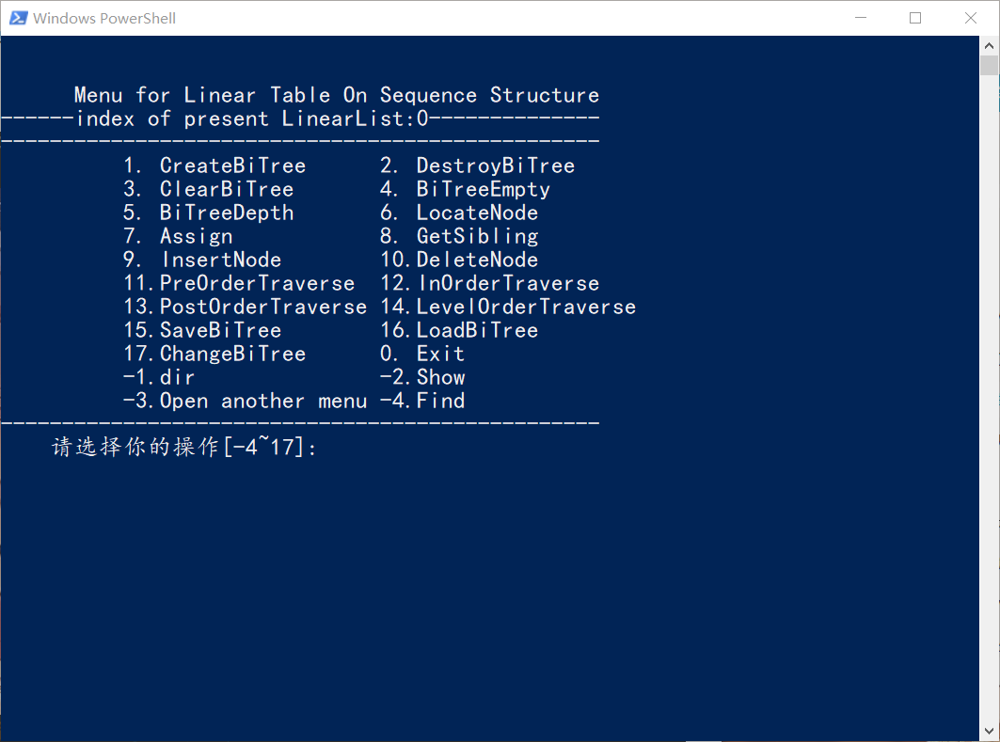 Windows PowerShell
Menu for Linear Table On Sequence Structure
------index of present LinearList:0--------------
-------------------------------------------------
1. CreateBiTree 2. DestroyBiTree
3. ClearBiTree 4. BiTreeEmpty
5. BiTreeDepth 6. LocateNode
7. Assign 8. GetSibling
9. InsertNode 10.DeleteNode
11.PreOrderTraverse 12.InOrderTraverse
13.PostOrderTraverse 14.LevelOrderTraverse
15.SaveBiTree 16.LoadBiTree
17.ChangeBiTree 0. Exit
-1.dir -2.Show
-3.Open another menu -4.Find
-------------------------------------------------
请选择你的操作[-4~17]: